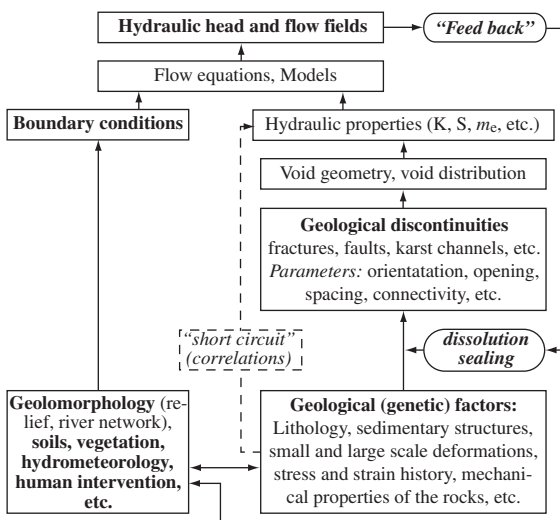 Hydraulic head and flow fields
"Feed back"
Flow equations, Models
Boundary conditions
Hydraulic properties (K, S, mₑ, etc.)
Void geometry, void distribution
Geological discontinuities
fractures, faults, karst channels, etc.
Parameters: orientatation, opening,
spacing, connectivity, etc.
"short circuit"
(correlations)
dissolution
sealing
Geolomorphology (re-
lief, river network),
soils, vegetation,
hydrometeorology,
human intervention,
etc.
Geological (genetic) factors:
Lithology, sedimentary structures,
small and large scale deformations,
stress and strain history, mechani-
cal properties of the rocks, etc.